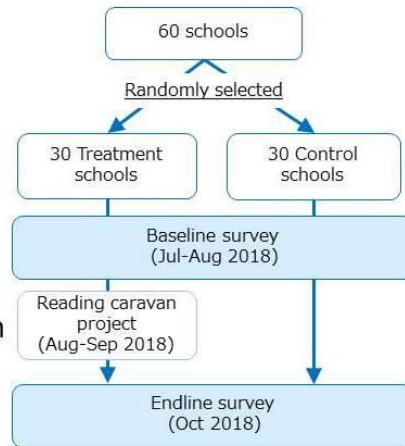 60 schools
Randomly selected
30 Treatment
schools
30 Control
schools
Baseline survey
(Jul-Aug 2018)
Reading caravan
project
(Aug-Sep 2018)
Endline survey
(Oct 2018)